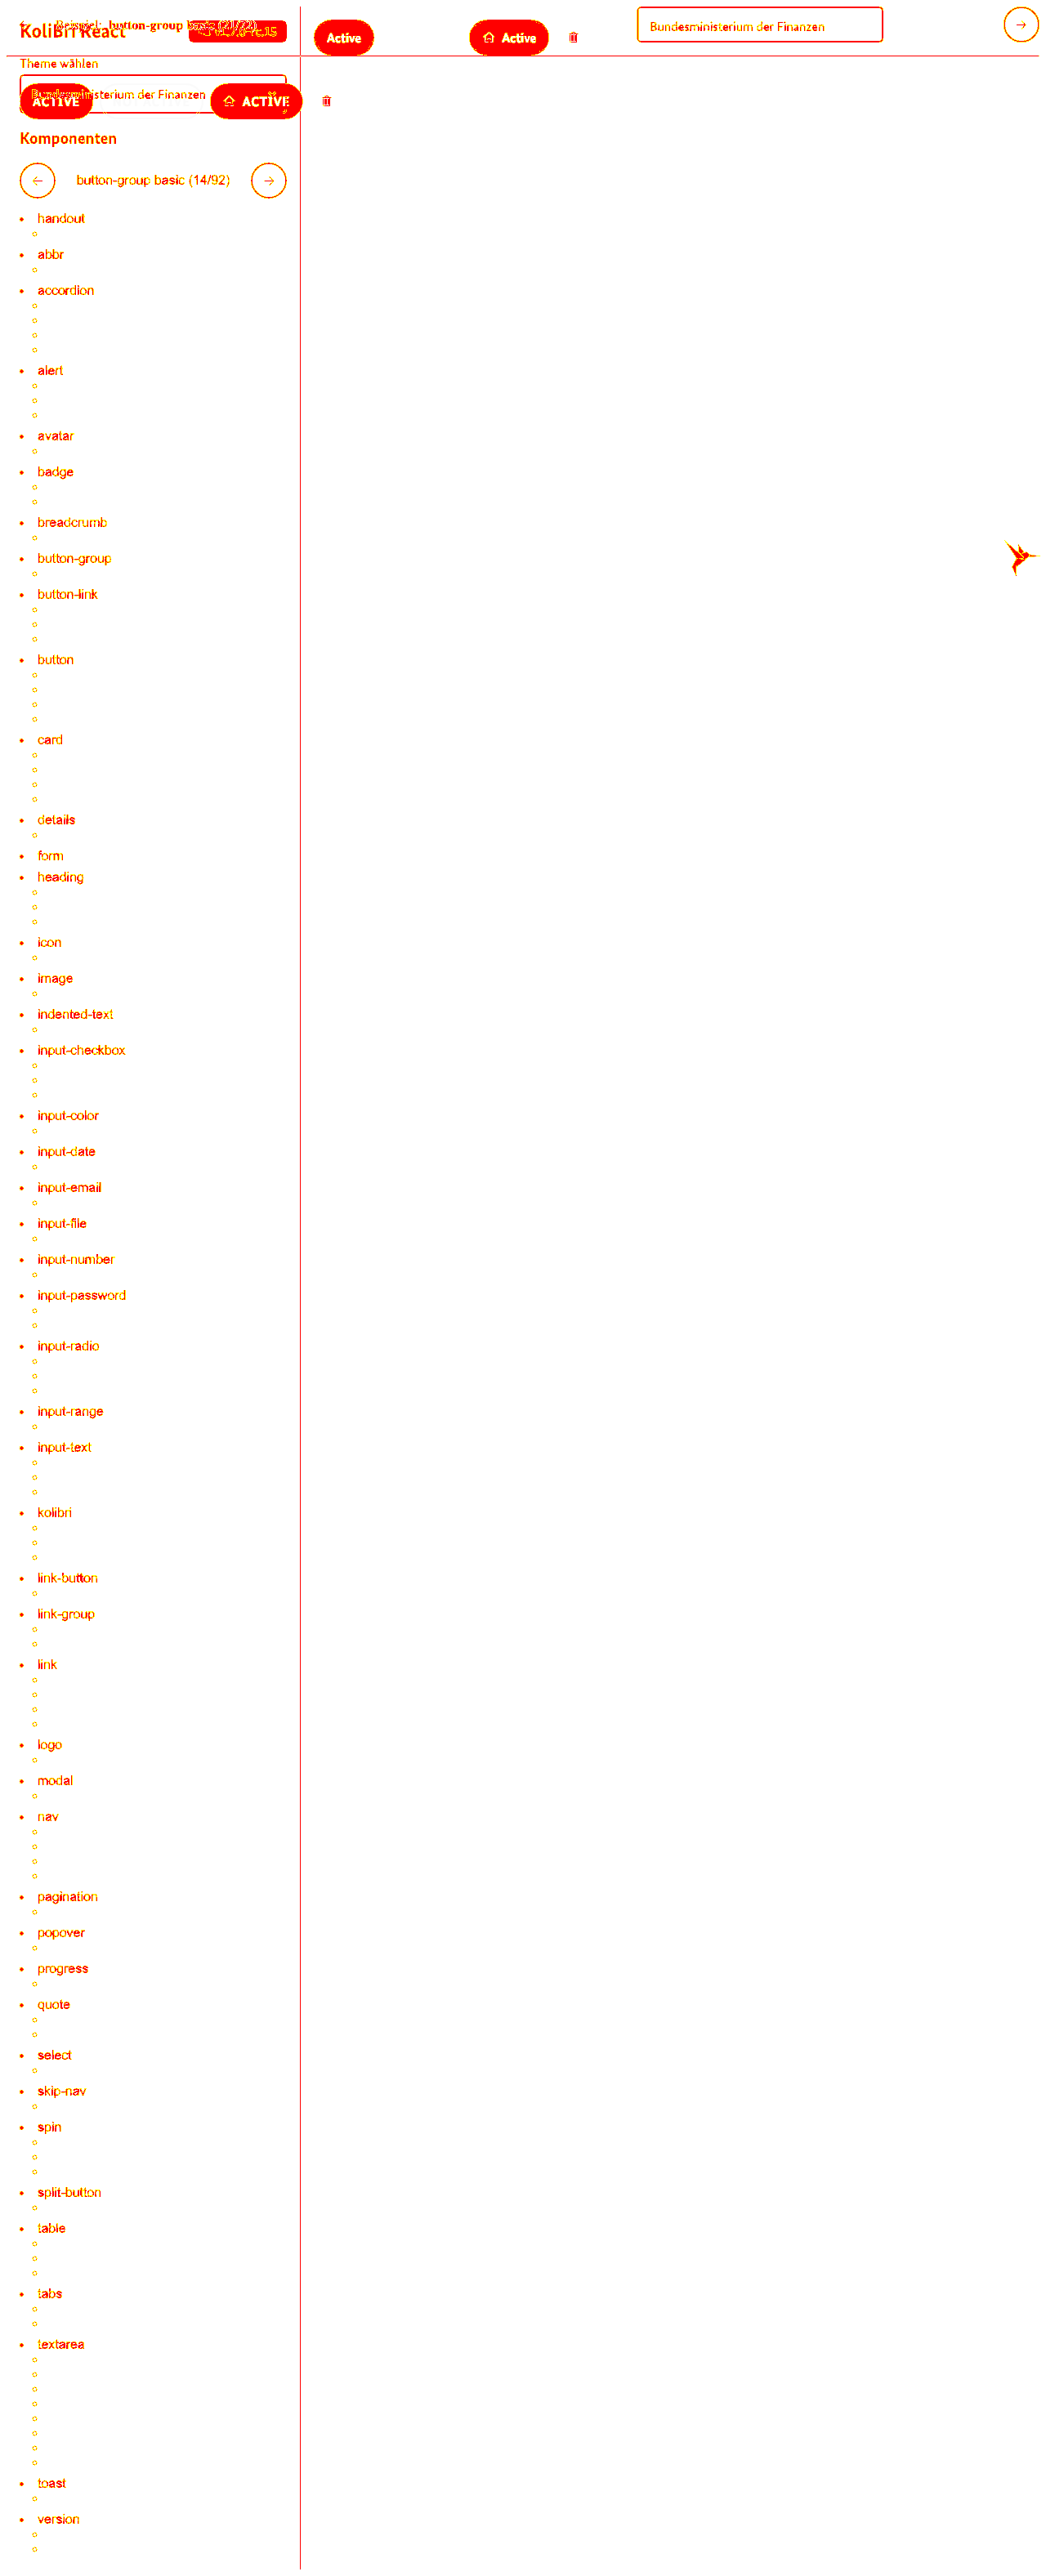 KoliBri React
Beispiel: button-group basic
Active
Active
Bundesministerium der Finanzen
Theme wählen
Bundesministerium der Finanzen
ACTIVE
ACTIVE
Komponenten
button-group basic (14/92)
handout
abbr
accordion
alert
avatar
badge
breadcrumb
button-group
button-link
button
card
details
form
heading
icon
image
indented-text
input-checkbox
input-color
input-date
input-email
input-file
input-number
input-password
input-radio
input-range
input-text
kolibri
link-button
link-group
link
logo
modal
nav
pagination
popover
progress
quote
select
skip-nav
spin
split-button
table
tabs
textarea
toast
version